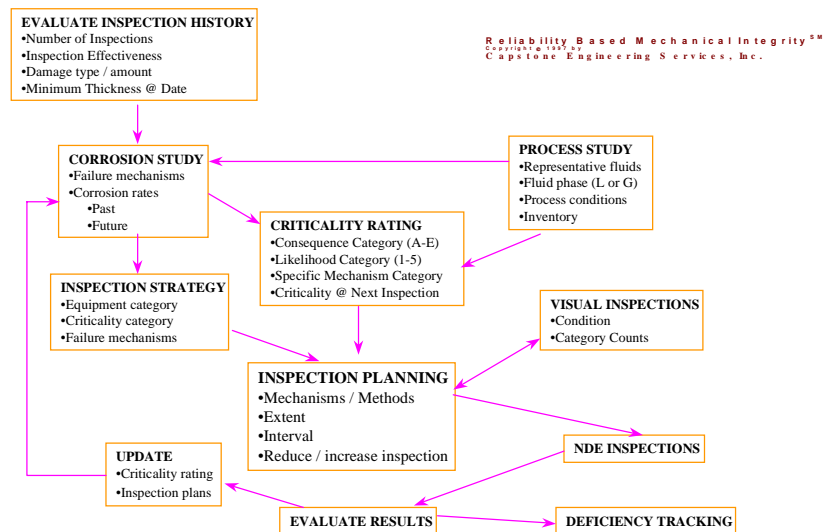 EVALUATE INSPECTION HISTORY
•Number of Inspections
•Inspection Effectiveness
•Damage type / amount
•Minimum Thickness @ Date
Reliability Based Mechanical Integrity SM
Copyright @ 1997 by
Capstone Engineering Services, Inc.
CORROSION STUDY
•Failure mechanisms
•Corrosion rates
•Past
•Future
PROCESS STUDY
•Representative fluids
•Fluid phase (L or G)
•Process conditions
•Inventory
CRITICALITY RATING
•Consequence Category (A-E)
•Likelihood Category (1-5)
•Specific Mechanism Category
•Criticality @ Next Inspection
INSPECTION STRATEGY
•Equipment category
•Criticality category
•Failure mechanisms
VISUAL INSPECTIONS
•Condition
•Category Counts
INSPECTION PLANNING
•Mechanisms / Methods
•Extent
•Interval
•Reduce / increase inspection
NDE INSPECTIONS
UPDATE
•Criticality rating
•Inspection plans
EVALUATE RESULTS
DEFICIENCY TRACKING